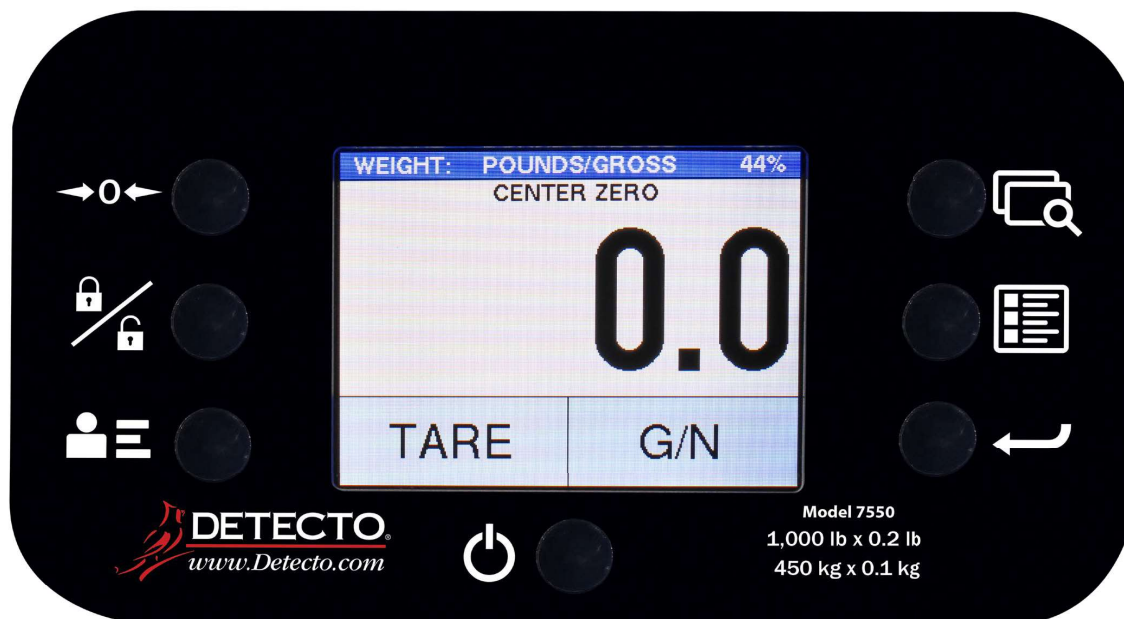 WEIGHT: POUNDS/GROSS 44%
CENTER ZERO
→0←
0.0
TARE G/N
DETECTO®
www.Detecto.com
Model 7550
1,000 lb x 0.2 lb
450 kg x 0.1 kg